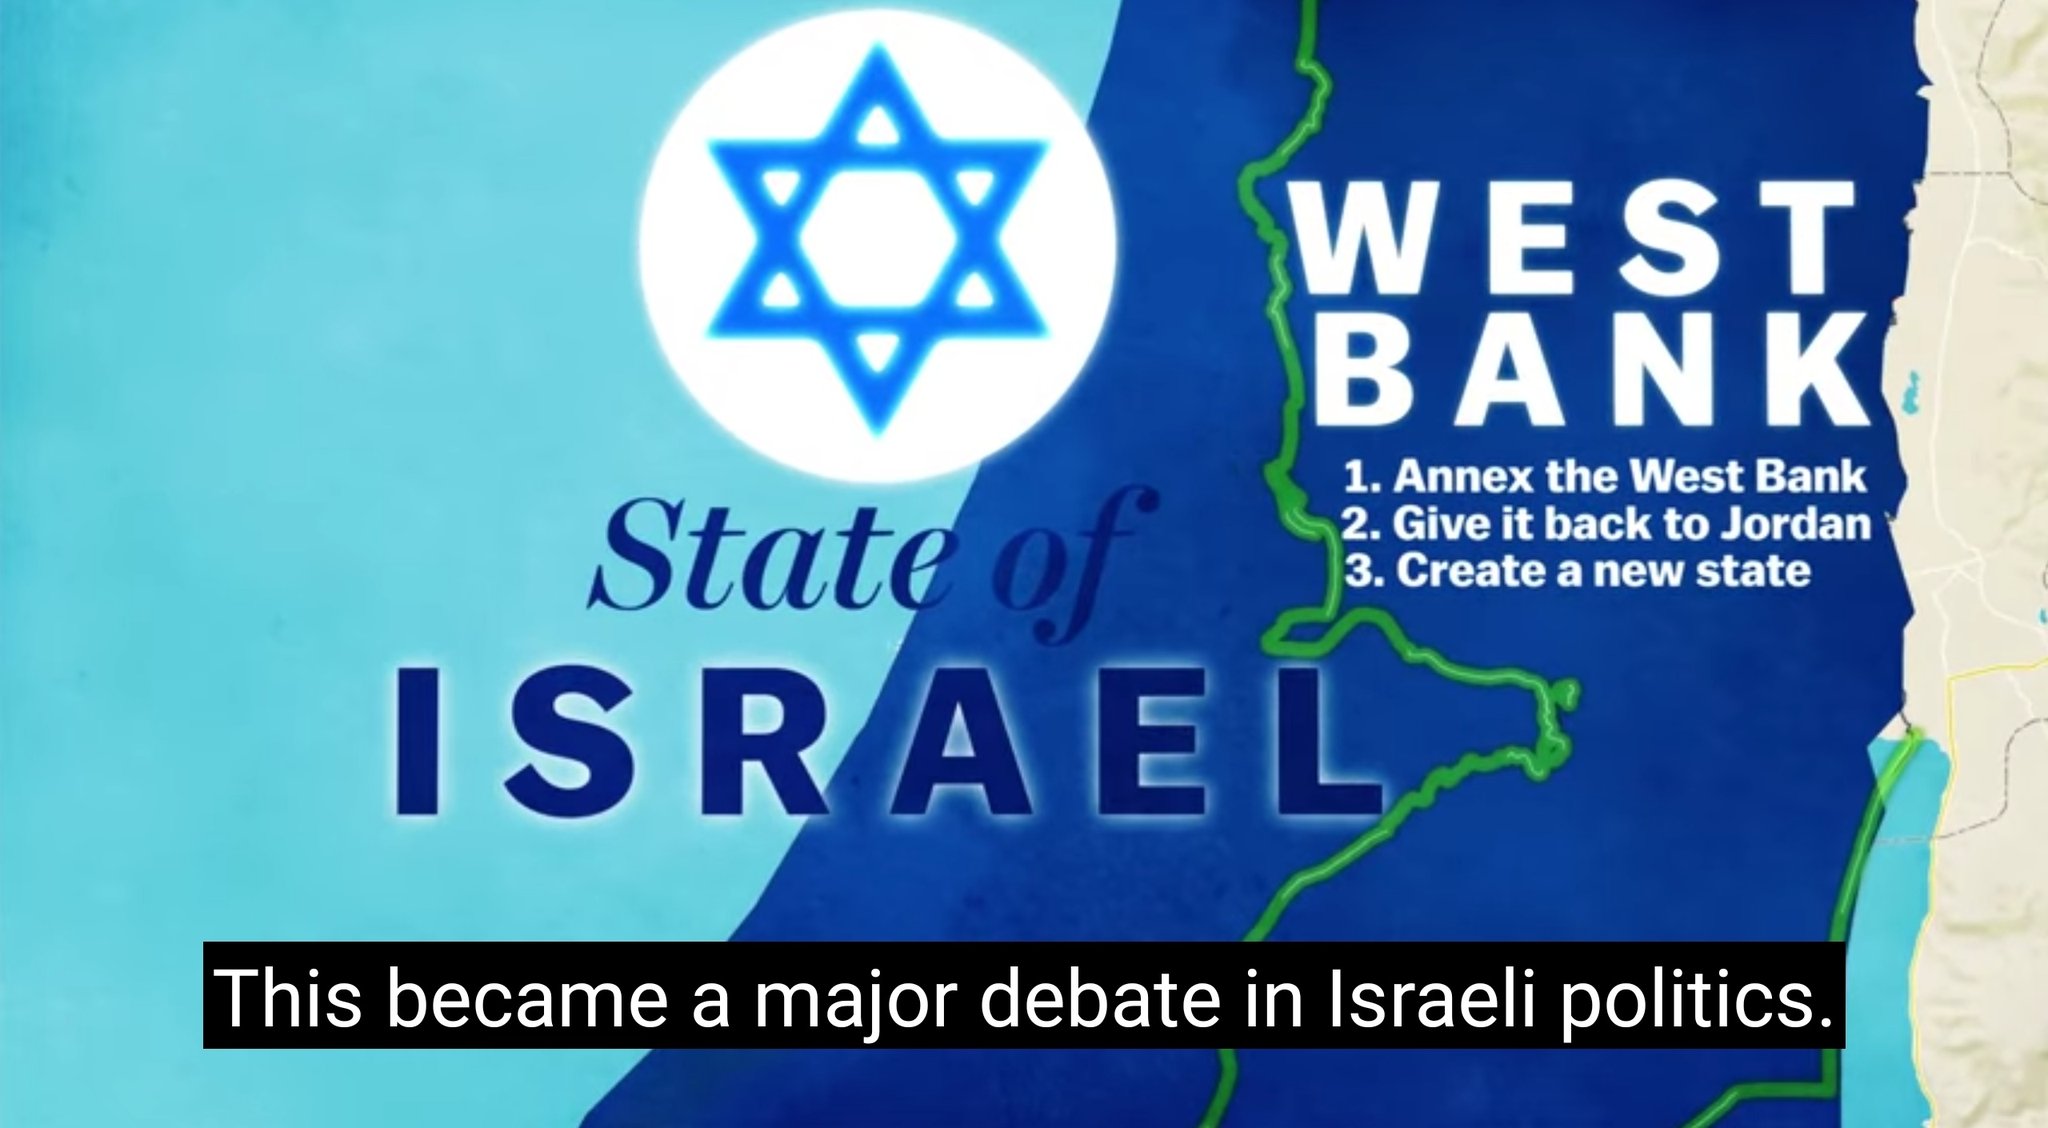 WEST
BANK
1. Annex the West Bank
2. Give it back to Jordan
3. Create a new state
State of
ISRAEL
This became a major debate in Israeli politics.